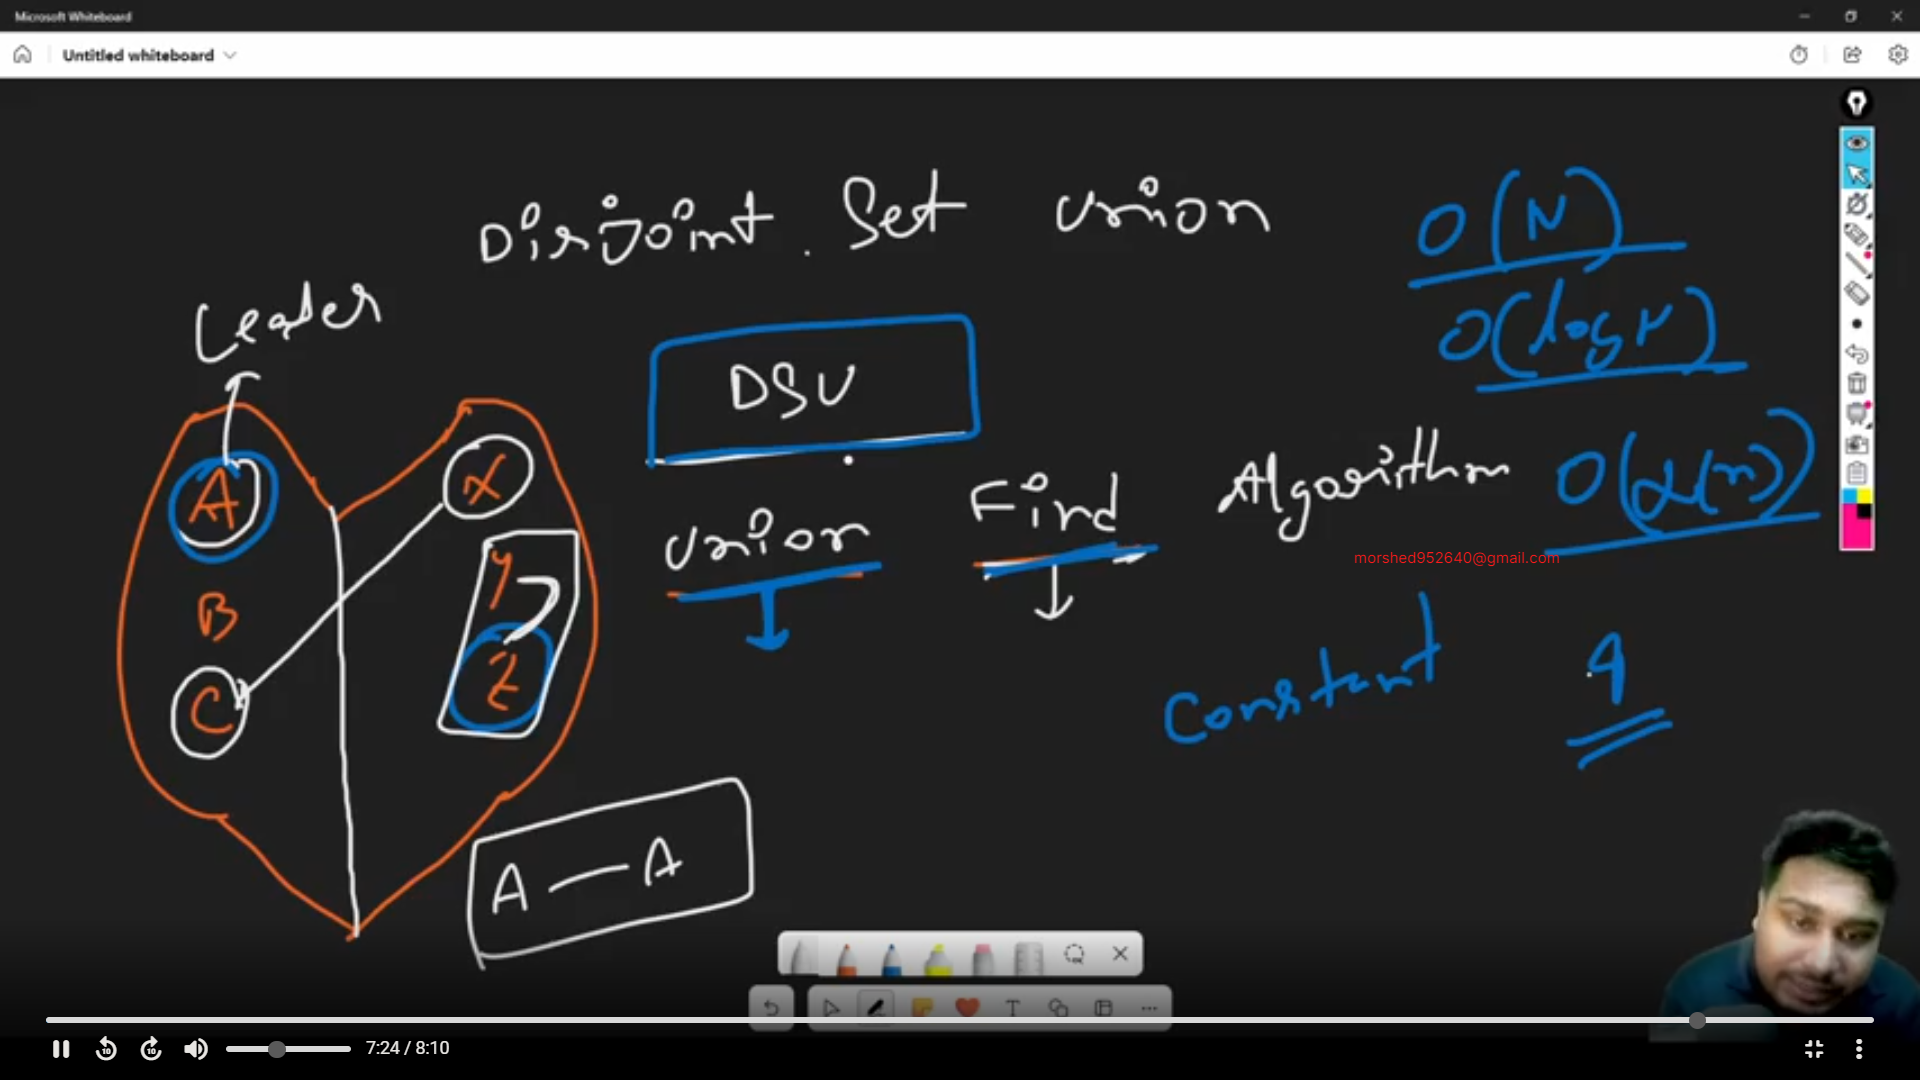 Microsoft Whiteboard
Untitled whiteboard
Disjoint Set Union
O(N)
Leader
O(log N)
DSU
A
X
B
Y
Z
C
Union Find Algorithm O(α(n))
morshed952640@gmail.com
Constant 4
A — A
7:24 / 8:10